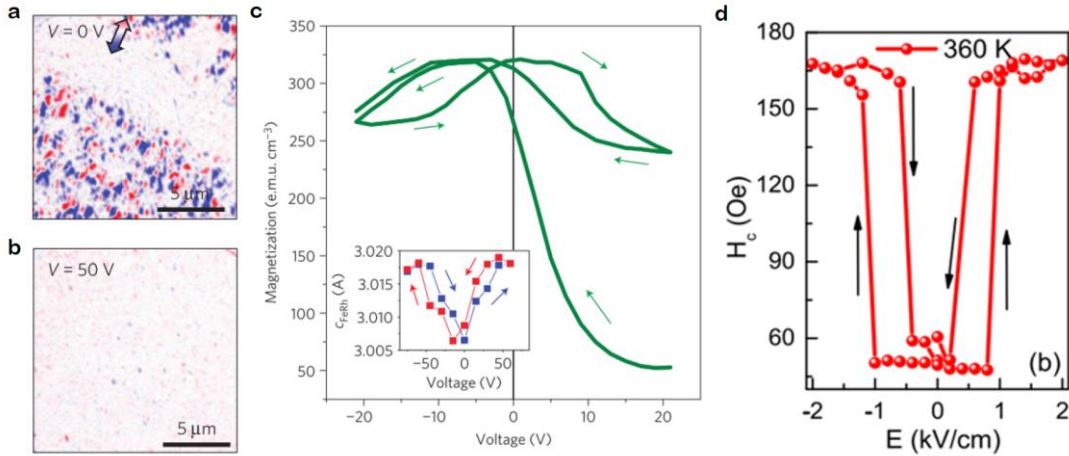 a
V = 0 V
5 µm
b
V = 50 V
5 µm
c
350
300
250
200
150
100
50
Magnetization (e.m.u. cm⁻³)
−20
−10
0
10
20
Voltage (V)
3.020
3.015
3.010
3.005
c_FeRh (A)
−50
0
50
Voltage (V)
d
180
150
120
90
60
H_c (Oe)
360 K
(b)
-2
-1
0
1
2
E (kV/cm)